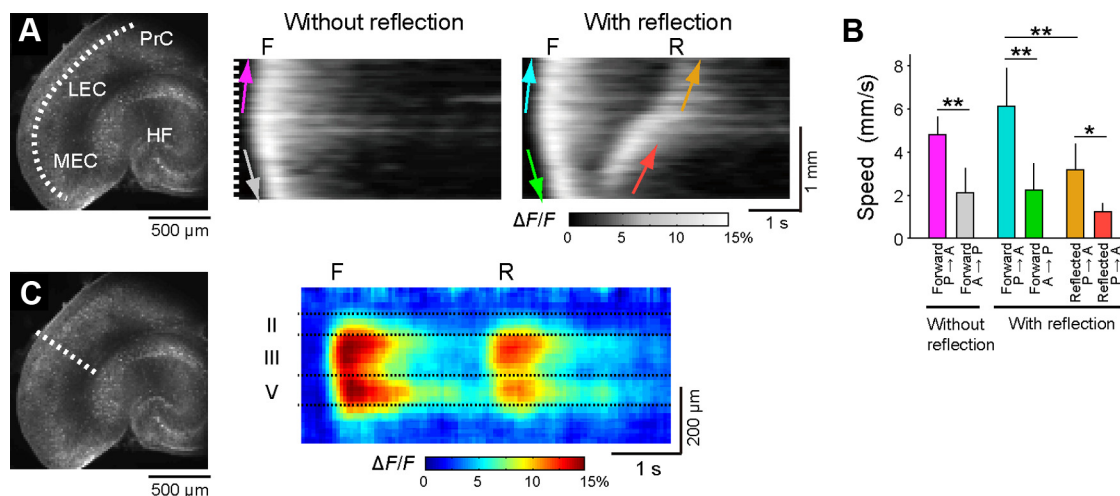 A
PrC
LEC
HF
MEC
500 µm
Without reflection
F
With reflection
F
R
1 mm
1 s
ΔF/F
0
5
10
15%
B
Speed (mm/s)
8
6
4
2
0
**
**
**
*
Forward
P → A
Forward
A → P
Forward
P → A
Forward
A → P
Reflected
P → A
Reflected
P → A
Without
reflection
With reflection
C
500 µm
F
R
II
III
V
200 µm
1 s
ΔF/F
0
5
10
15%